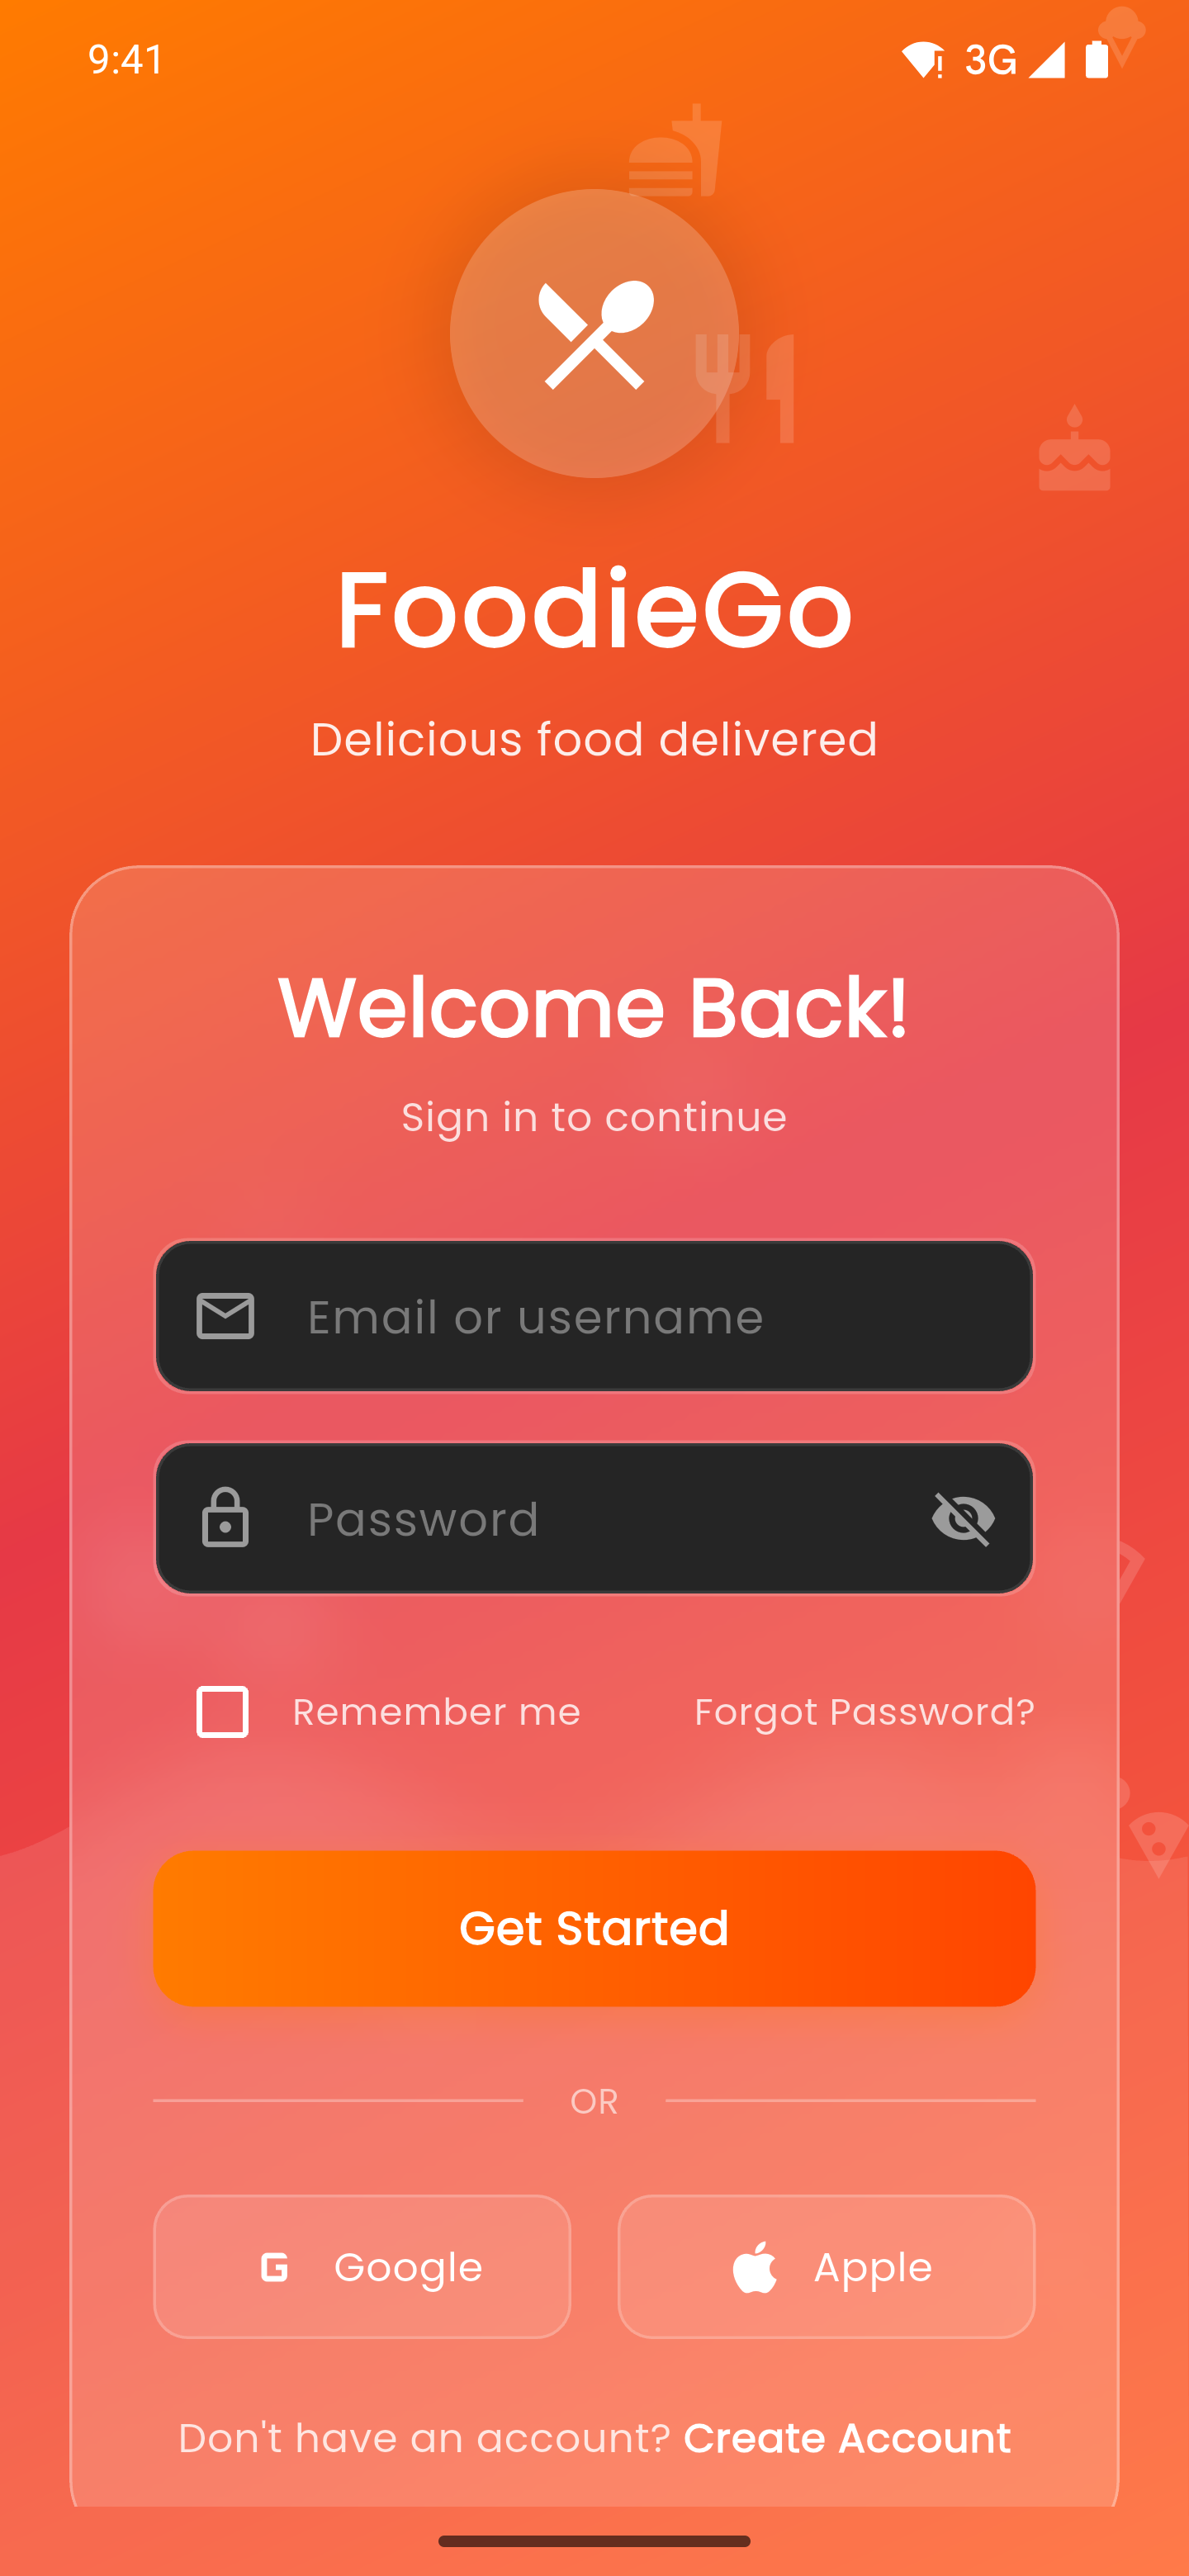 9:41 3G
FoodieGo
Delicious food delivered
Welcome Back!
Sign in to continue
Email or username
Password
Remember me Forgot Password?
Get Started
OR
G Google Apple
Don't have an account? Create Account